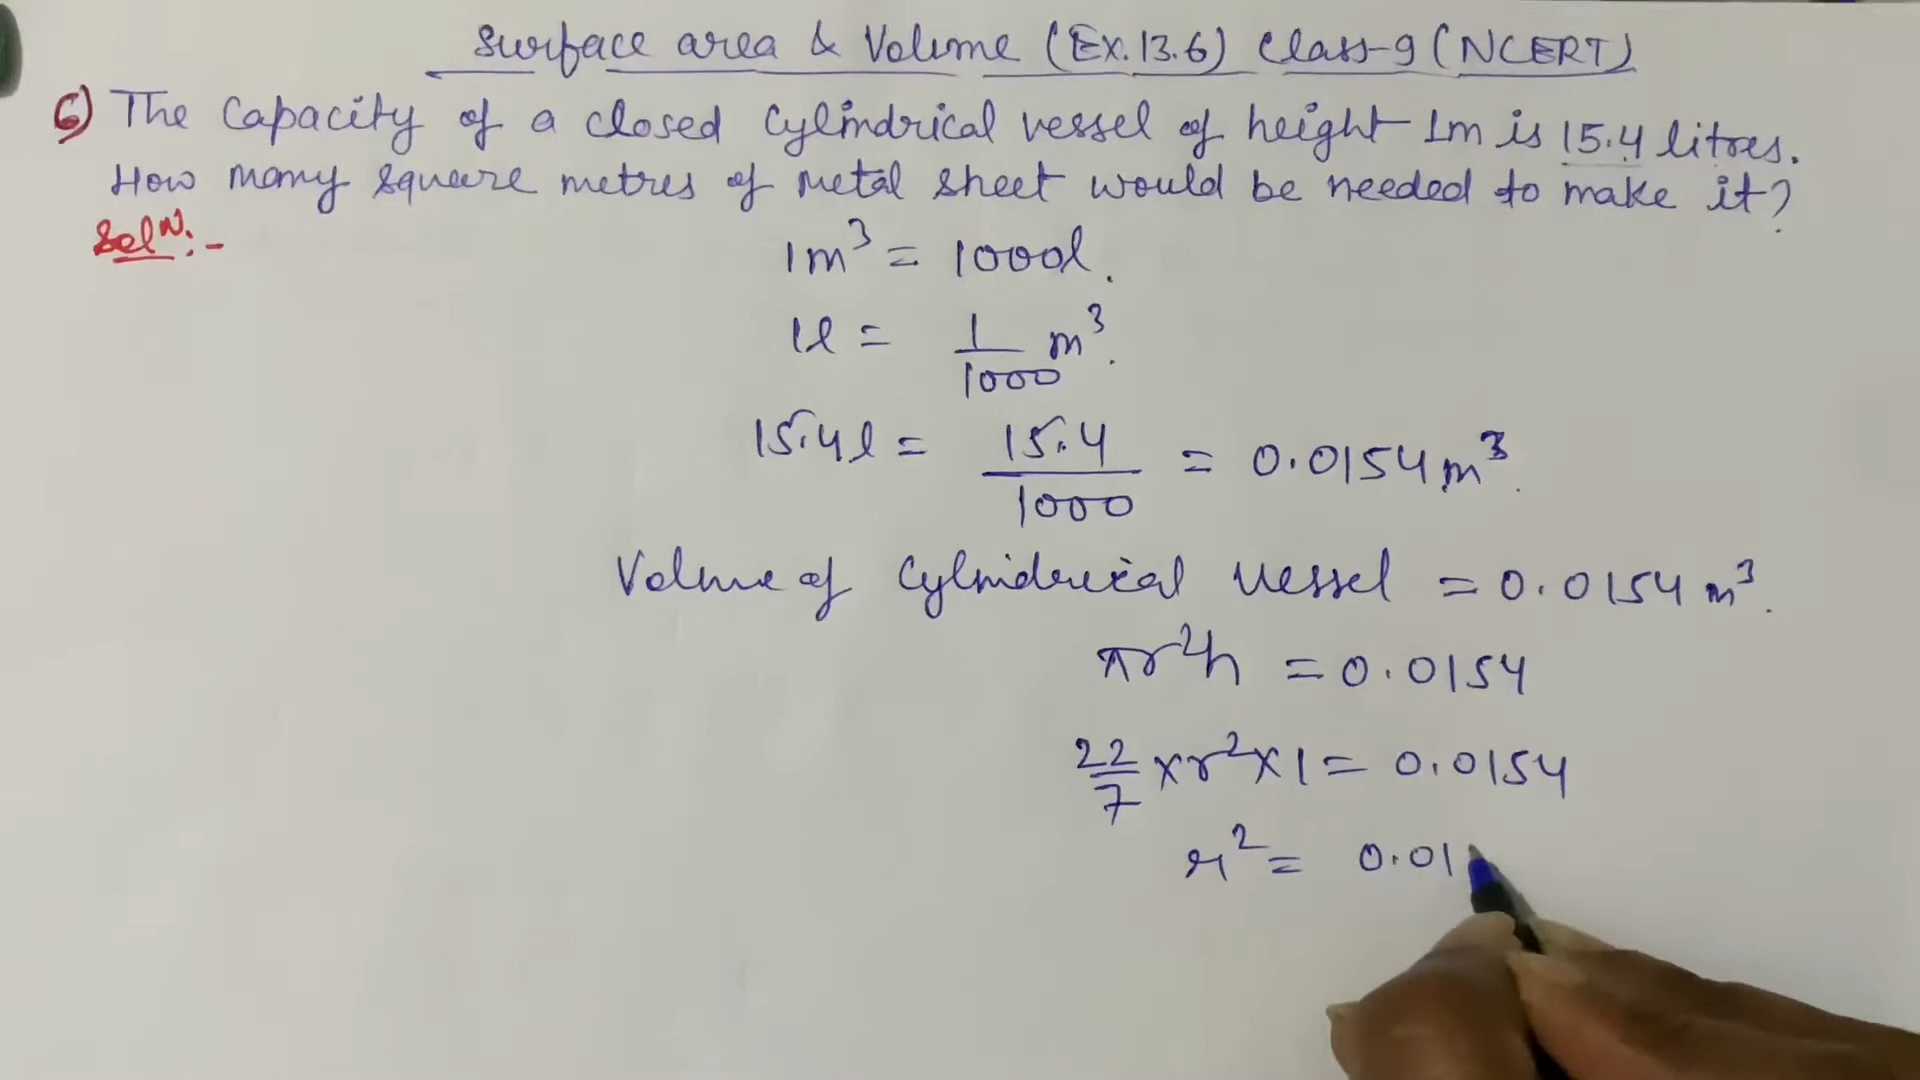 Surface area & Volume (Ex.13.6) Class-9 (NCERT)
6) The Capacity of a closed Cylindrical vessel of height 1m is 15.4 litres.
How many square metres of metal sheet would be needed to make it?
Solⁿ:-
1m³ = 1000l.
1l = 1/1000 m³.
15.4l = 15.4/1000 = 0.0154m³.
Volume of Cylindrical vessel = 0.0154 m³.
πr²h = 0.0154
22/7 × r² × 1 = 0.0154
r² = 0.01